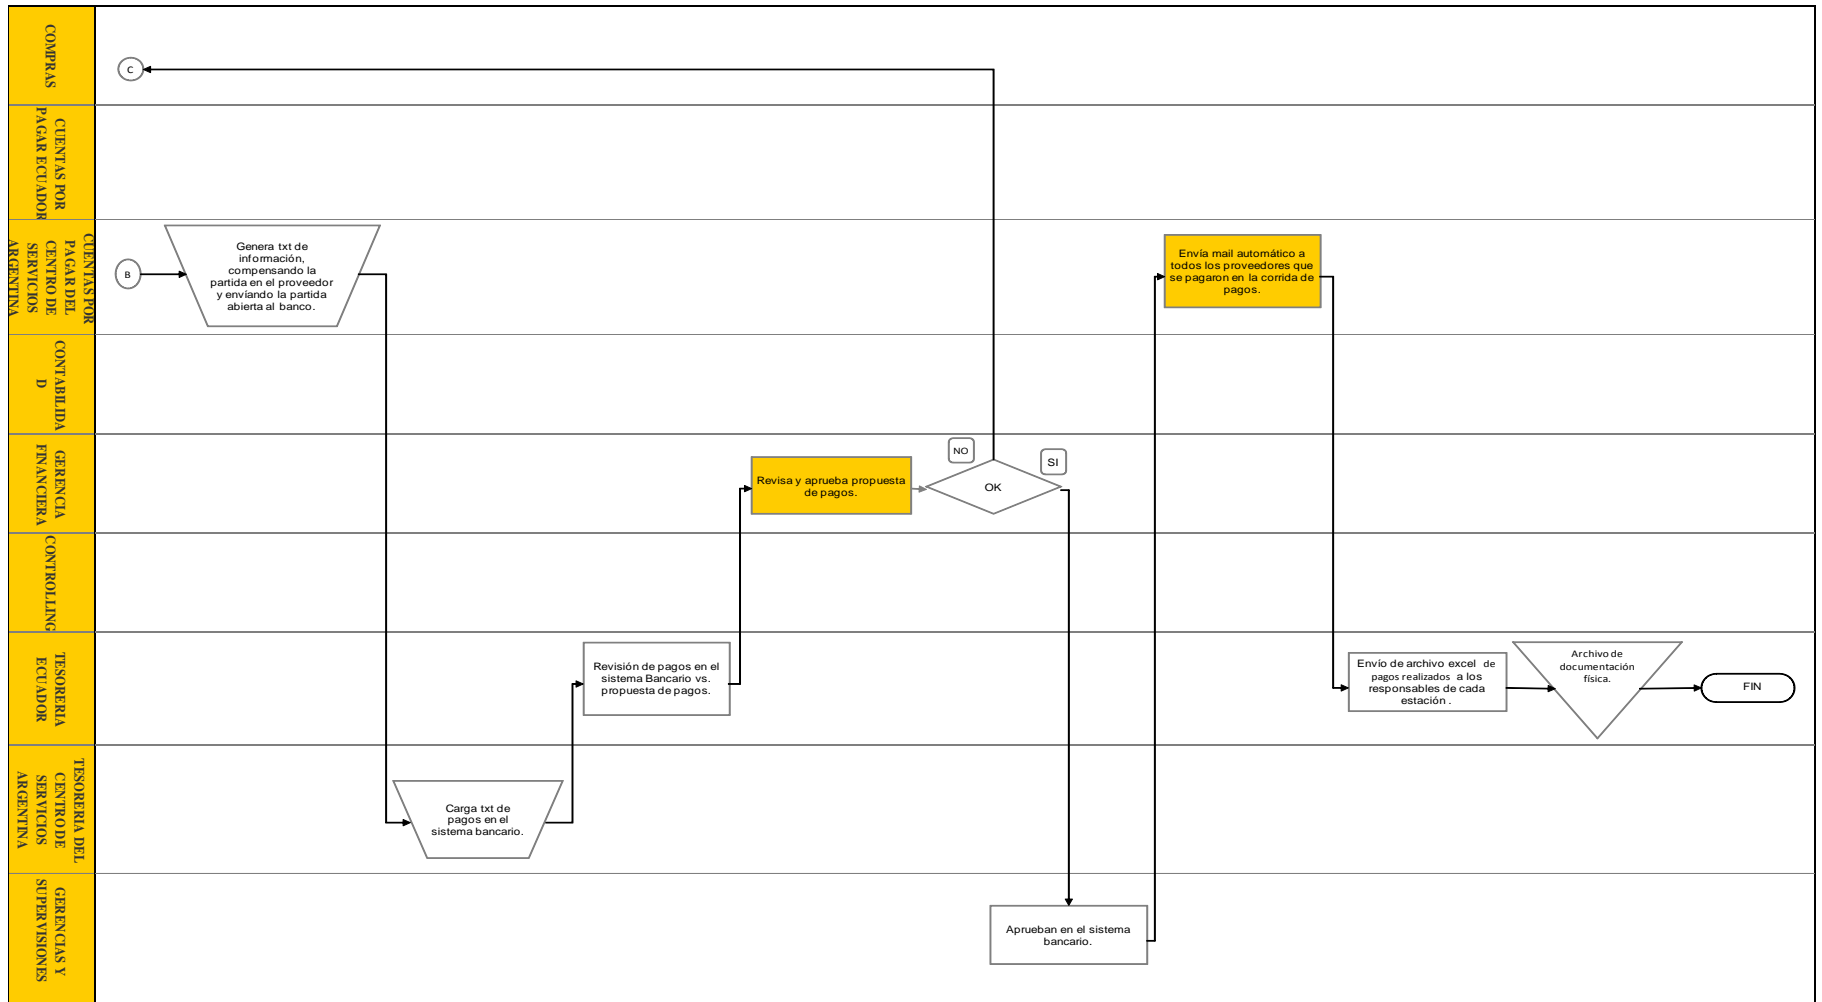 COMPRAS
C
CUENTAS POR
PAGAR ECUADOR
CUENTAS POR
PAGAR DEL
CENTRO DE
SERVICIOS
ARGENTINA
B
Genera txt de
información,
compensando la
partida en el proveedor
y envíando la partida
abierta al banco.
Envía mail automático a
todos los proveedores que
se pagaron en la corrida de
pagos.
CONTABILIDA
D
GERENCIA
FINANCIERA
Revisa y aprueba propuesta
de pagos.
NO
OK
SI
CONTROLLING
TESORERIA
ECUADOR
Revisión de pagos en el
sistema Bancario vs.
propuesta de pagos.
Envío de archivo excel de
pagos realizados a los
responsables de cada
estación .
Archivo de
documentación
física.
FIN
TESORERIA DEL
CENTRO DE
SERVICIOS
ARGENTINA
Carga txt de
pagos en el
sistema bancario.
GERENCIAS Y
SUPERVISIONES
Aprueban en el sistema
bancario.